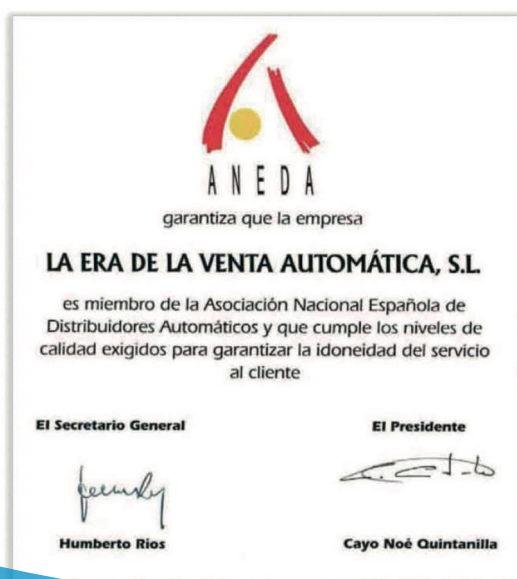 ANEDA
garantiza que la empresa
LA ERA DE LA VENTA AUTOMÁTICA, S.L.
es miembro de la Asociación Nacional Española de
Distribuidores Automáticos y que cumple los niveles de
calidad exigidos para garantizar la idoneidad del servicio
al cliente
El Secretario General El Presidente
Humberto Rios Cayo Noé Quintanilla